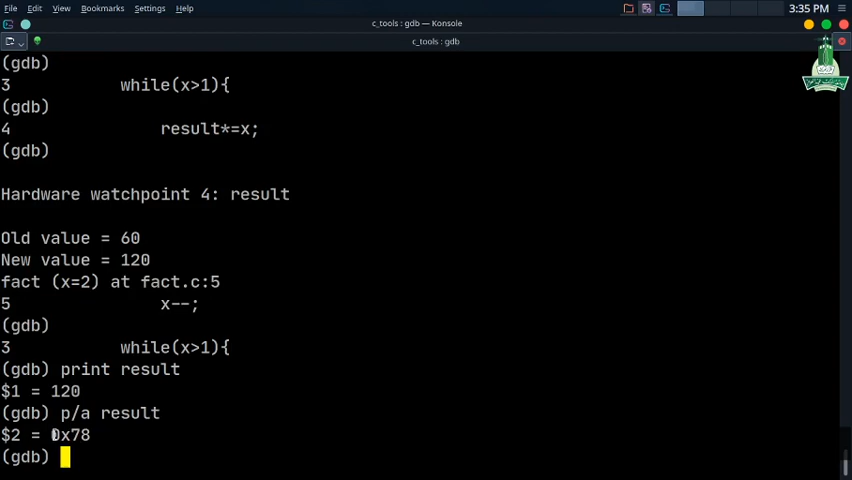 File Edit View Bookmarks Settings Help
3:35 PM
c_tools : gdb — Konsole
c_tools : gdb
(gdb)
3 while(x>1){
(gdb)
4 result*=x;
(gdb)
Hardware watchpoint 4: result
Old value = 60
New value = 120
fact (x=2) at fact.c:5
5 x--;
(gdb)
3 while(x>1){
(gdb) print result
$1 = 120
(gdb) p/a result
$2 = 0x78
(gdb)